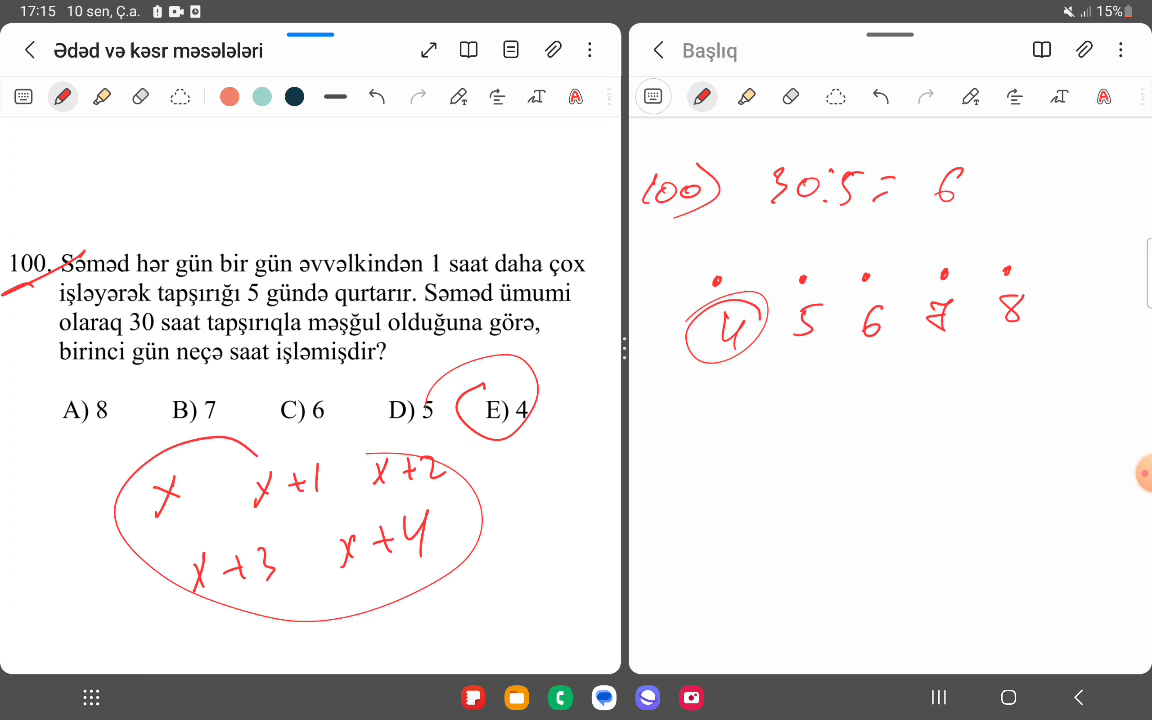 17:15 10 sen, Ç.a.
15%
Ədəd və kəsr məsələləri
Başlıq
100. Səməd hər gün bir gün əvvəlkindən 1 saat daha çox
işləyərək tapşırığı 5 gündə qurtarır. Səməd ümumi
olaraq 30 saat tapşırıqla məşğul olduğuna görə,
birinci gün neçə saat işləmişdir?
A) 8 B) 7 C) 6 D) 5 E) 4
x x+1 x+2
x+3 x+4
100) 30:5= 6
4 5 6 7 8